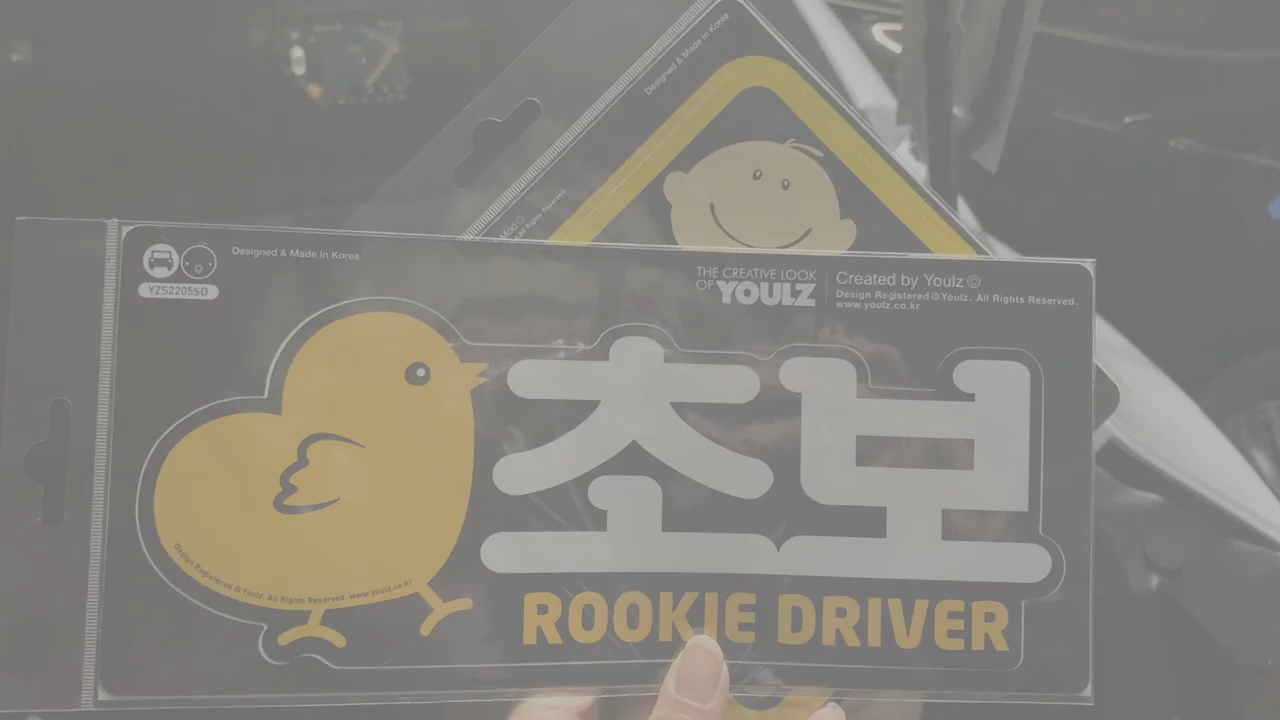 Designed & Made In Korea
Designed & Made In Korea
YZS2205SD
THE CREATIVE LOOK
OF YOULZ
Created by Youlz©
Design Registered @ Youlz. All Rights Reserved.
www.youlz.co.kr
초보
Design Registered @ Youlz. All Rights Reserved. www.youlz.co.kr
ROOKIE DRIVER